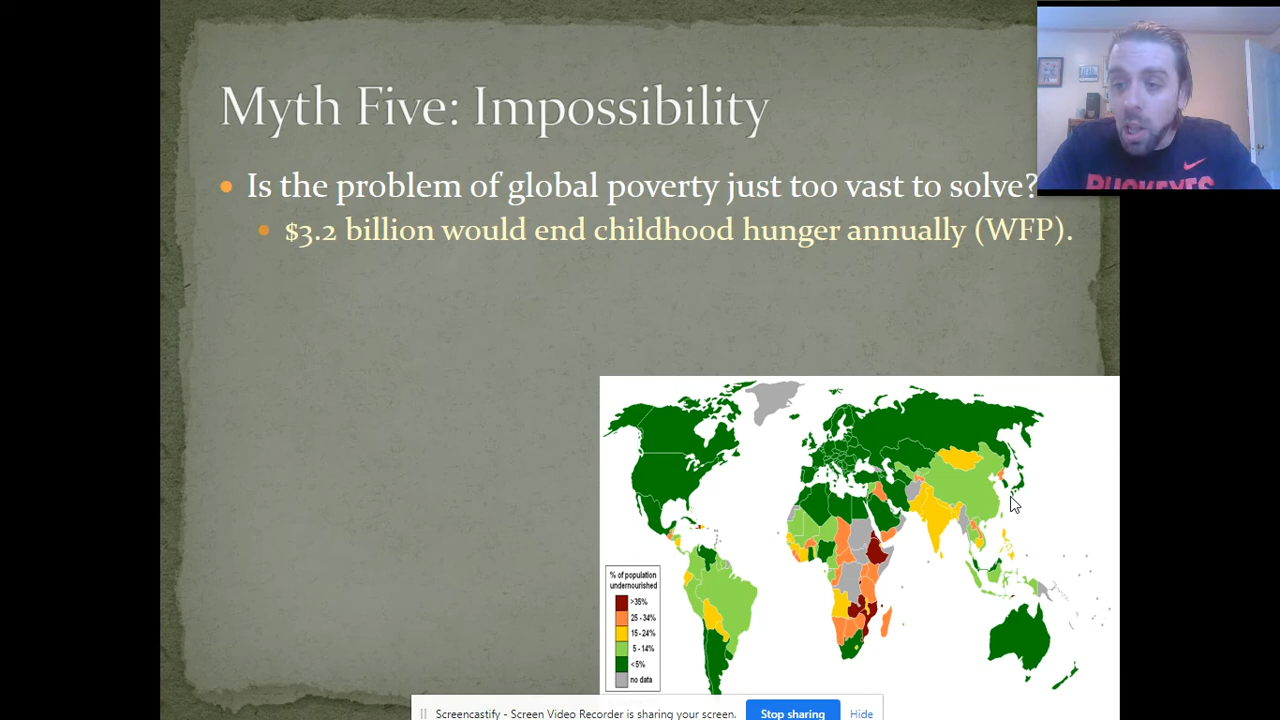 Myth Five: Impossibility
Is the problem of global poverty just too vast to solve?
$3.2 billion would end childhood hunger annually (WFP).
BUCKEYES
% of population
undernourished
>35%
25 - 34%
15 - 24%
5 - 14%
<5%
no data
Screencastify - Screen Video Recorder is sharing your screen.
Stop sharing
Hide